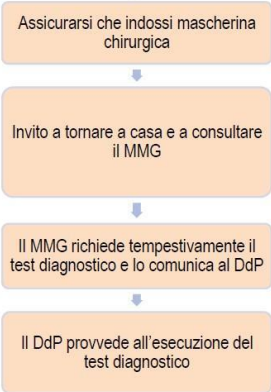 Assicurarsi che indossi mascherina
chirurgica
Invito a tornare a casa e a consultare
il MMG
Il MMG richiede tempestivamente il
test diagnostico e lo comunica al DdP
Il DdP provvede all'esecuzione del
test diagnostico